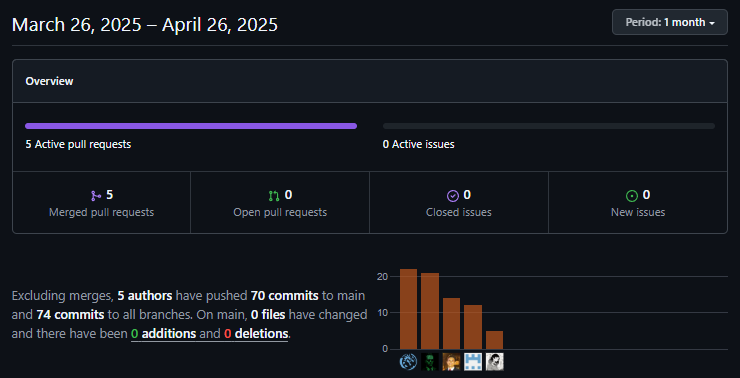 March 26, 2025 – April 26, 2025
Period: 1 month
Overview
5 Active pull requests
0 Active issues
5
Merged pull requests
0
Open pull requests
0
Closed issues
0
New issues
Excluding merges, 5 authors have pushed 70 commits to main
and 74 commits to all branches. On main, 0 files have changed
and there have been 0 additions and 0 deletions.
20
10
0